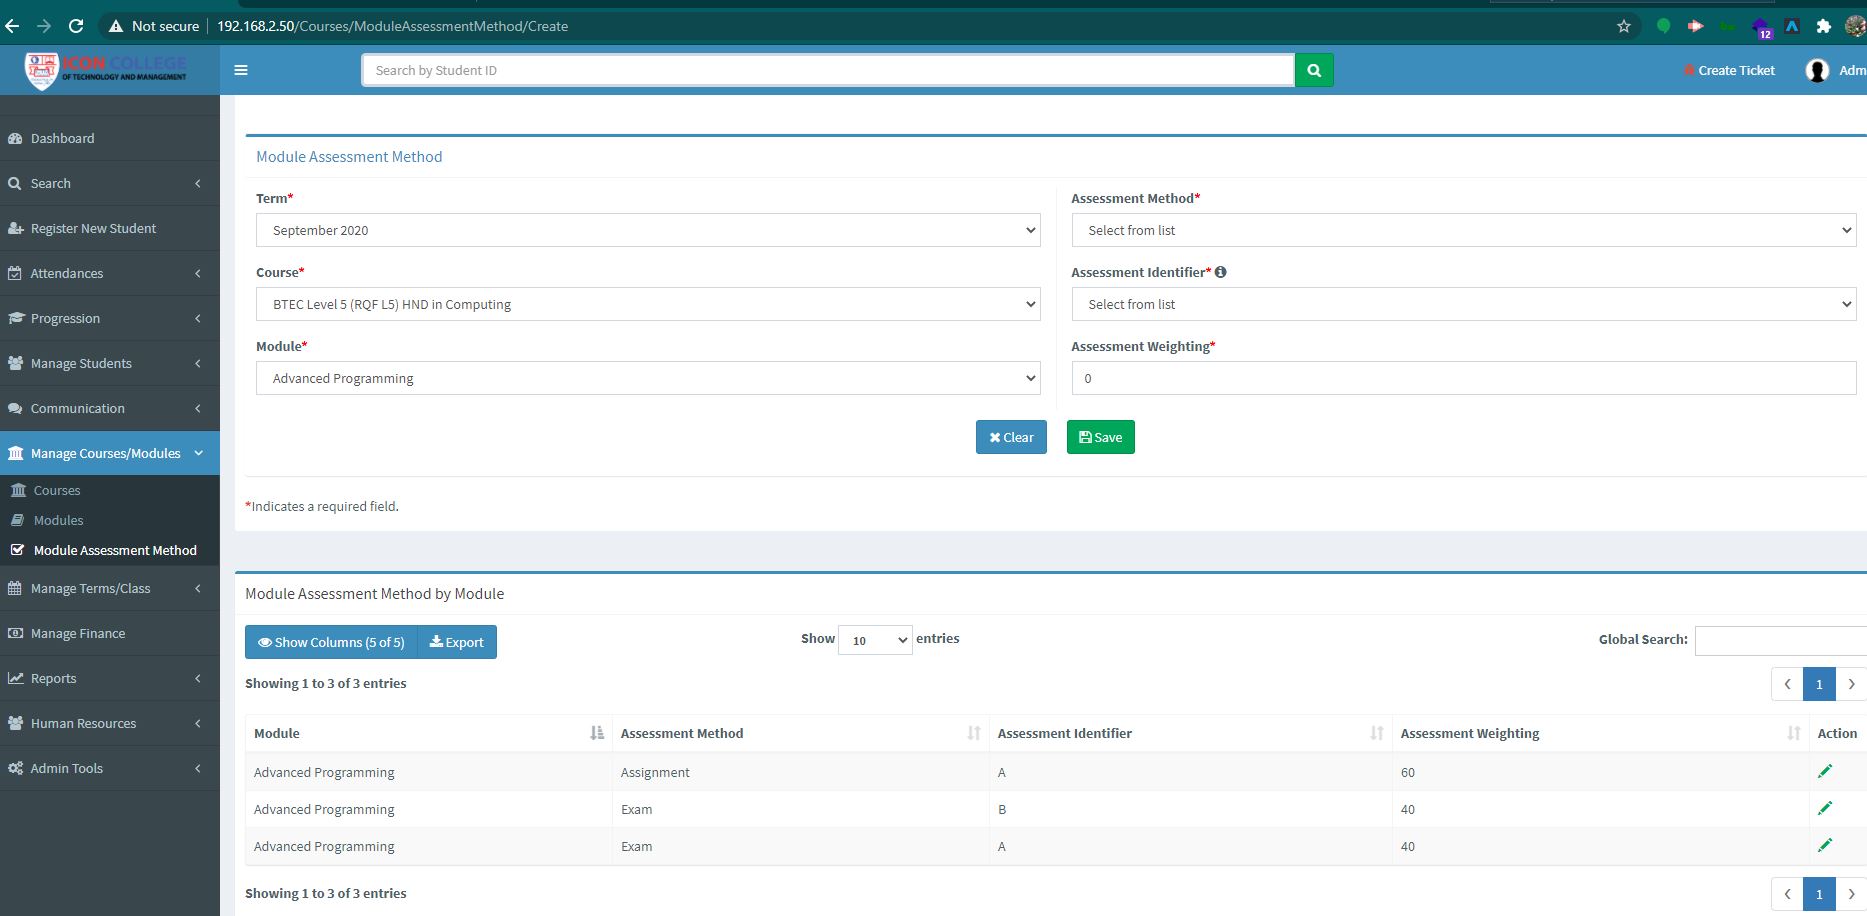 Not secure 192.168.2.50/Courses/ModuleAssessmentMethod/Create
12
ICON COLLEGE
OF TECHNOLOGY AND MANAGEMENT
Search by Student ID
Create Ticket
Adm
Dashboard
Search
Register New Student
Attendances
Progression
Manage Students
Communication
Manage Courses/Modules
Courses
Modules
Module Assessment Method
Manage Terms/Class
Manage Finance
Reports
Human Resources
Admin Tools
Module Assessment Method
Term*
September 2020
Course*
BTEC Level 5 (RQF L5) HND in Computing
Module*
Advanced Programming
Assessment Method*
Select from list
Assessment Identifier*
Select from list
Assessment Weighting*
0
Clear Save
*Indicates a required field.
Module Assessment Method by Module
Show Columns (5 of 5) Export
Show 10 entries
Global Search:
Showing 1 to 3 of 3 entries
1
Module Assessment Method Assessment Identifier Assessment Weighting Action
Advanced Programming Assignment A 60
Advanced Programming Exam B 40
Advanced Programming Exam A 40
Showing 1 to 3 of 3 entries
1